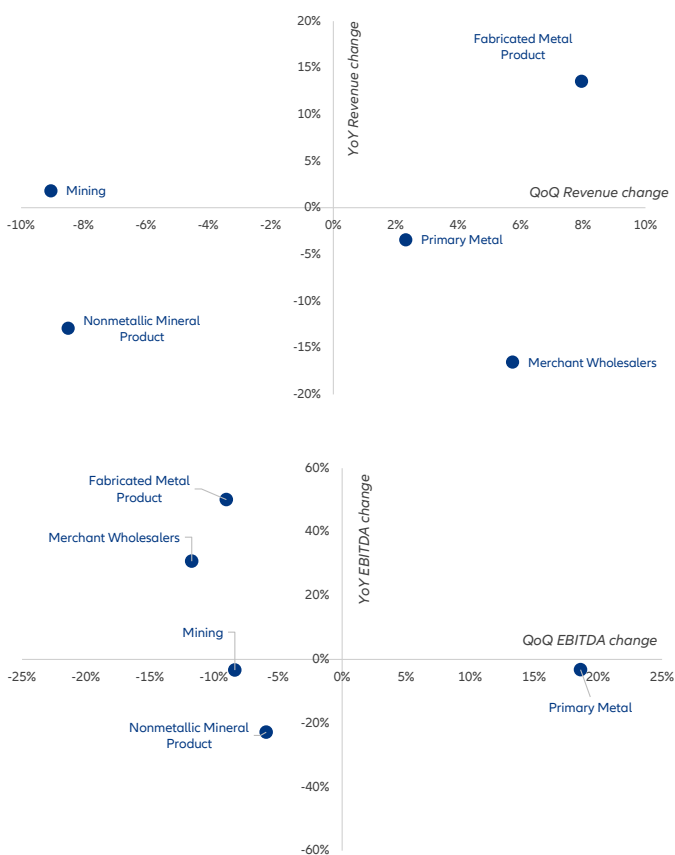 20%
Fabricated Metal
Product
15%
YoY Revenue change
10%
5%
Mining
QoQ Revenue change
0%
-10%
-8%
-6%
-4%
-2%
0%
2%
4%
6%
8%
10%
Primary Metal
-5%
-10%
Nonmetallic Mineral
Product
-15%
Merchant Wholesalers
-20%
60%
Fabricated Metal
Product
YoY EBITDA change
40%
Merchant Wholesalers
20%
Mining
QoQ EBITDA change
0%
-25%
-20%
-15%
-10%
-5%
0%
5%
10%
15%
20%
25%
Primary Metal
-20%
Nonmetallic Mineral
Product
-40%
-60%